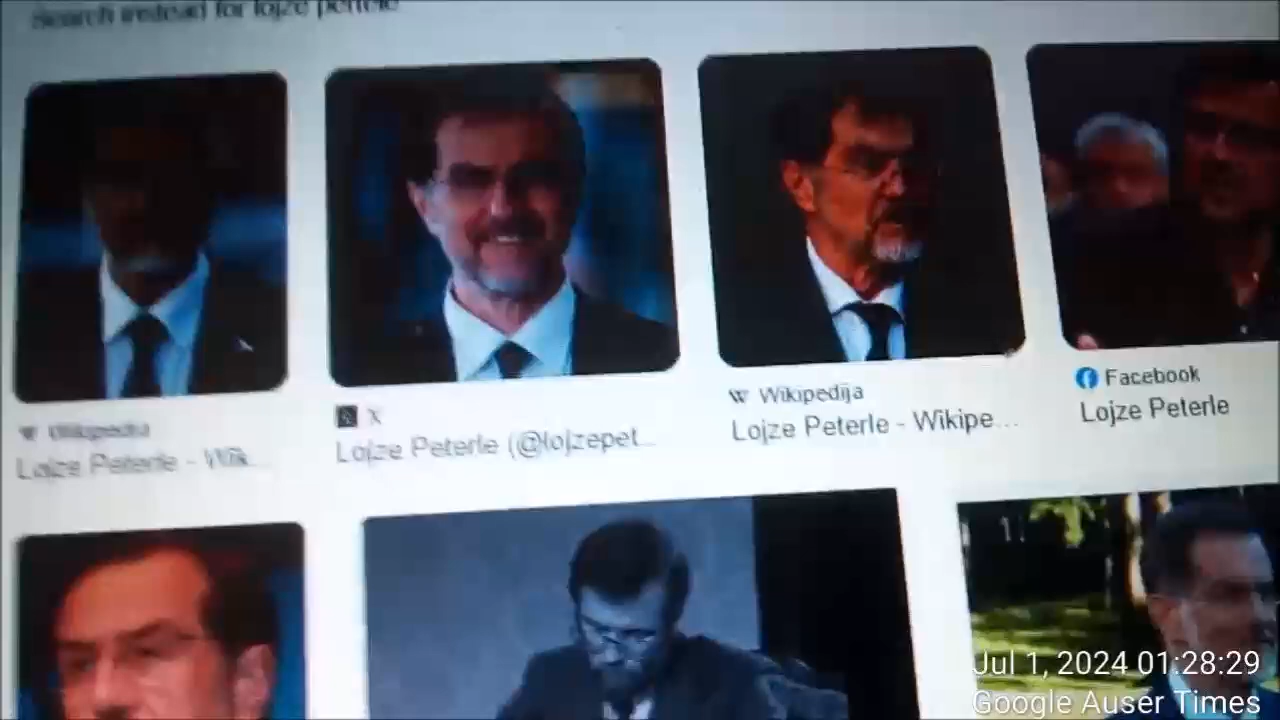 Search instead for lojze perterle
Wikipedia
Lojze Peterle - Wik...
X
Lojze Peterle (@lojzepet...
Wikipedija
Lojze Peterle - Wikipe...
Facebook
Lojze Peterle
Jul 1, 2024 01:28:29
Google Auser Times